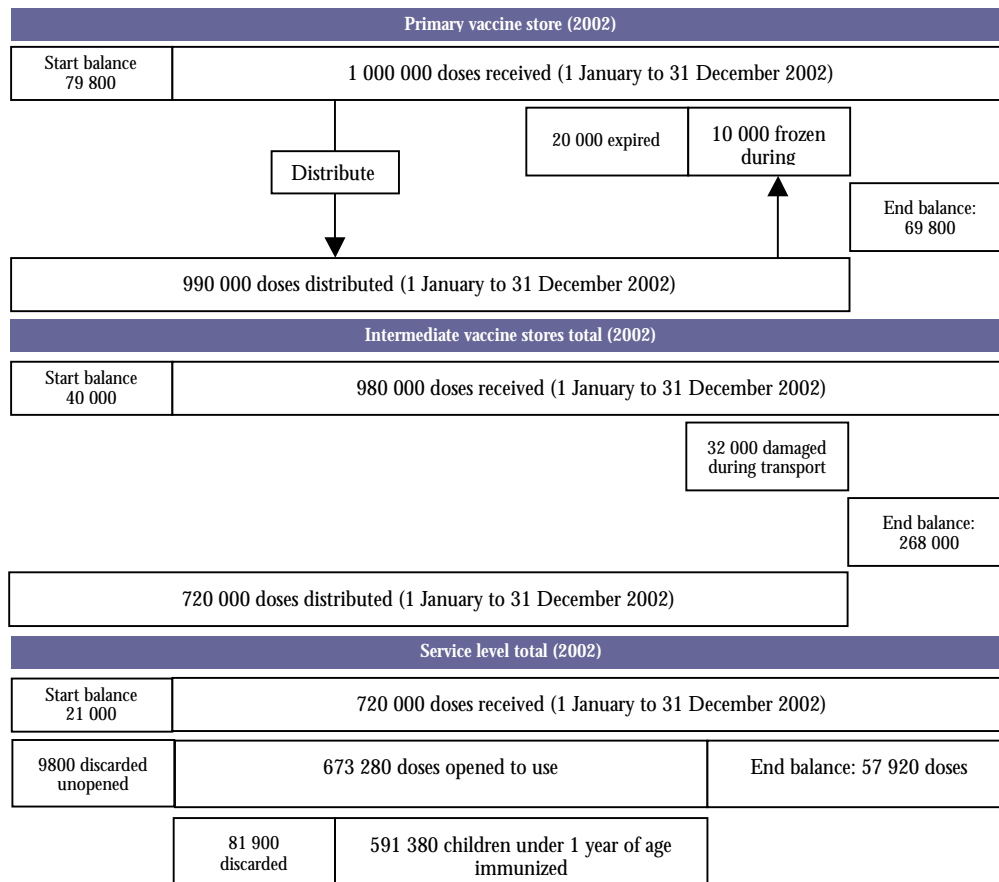 Primary vaccine store (2002)
Start balance
79 800
1 000 000 doses received (1 January to 31 December 2002)
20 000 expired
10 000 frozen
during
Distribute
End balance:
69 800
990 000 doses distributed (1 January to 31 December 2002)
Intermediate vaccine stores total (2002)
Start balance
40 000
980 000 doses received (1 January to 31 December 2002)
32 000 damaged
during transport
End balance:
268 000
720 000 doses distributed (1 January to 31 December 2002)
Service level total (2002)
Start balance
21 000
720 000 doses received (1 January to 31 December 2002)
9800 discarded
unopened
673 280 doses opened to use
End balance: 57 920 doses
81 900
discarded
591 380 children under 1 year of age
immunized